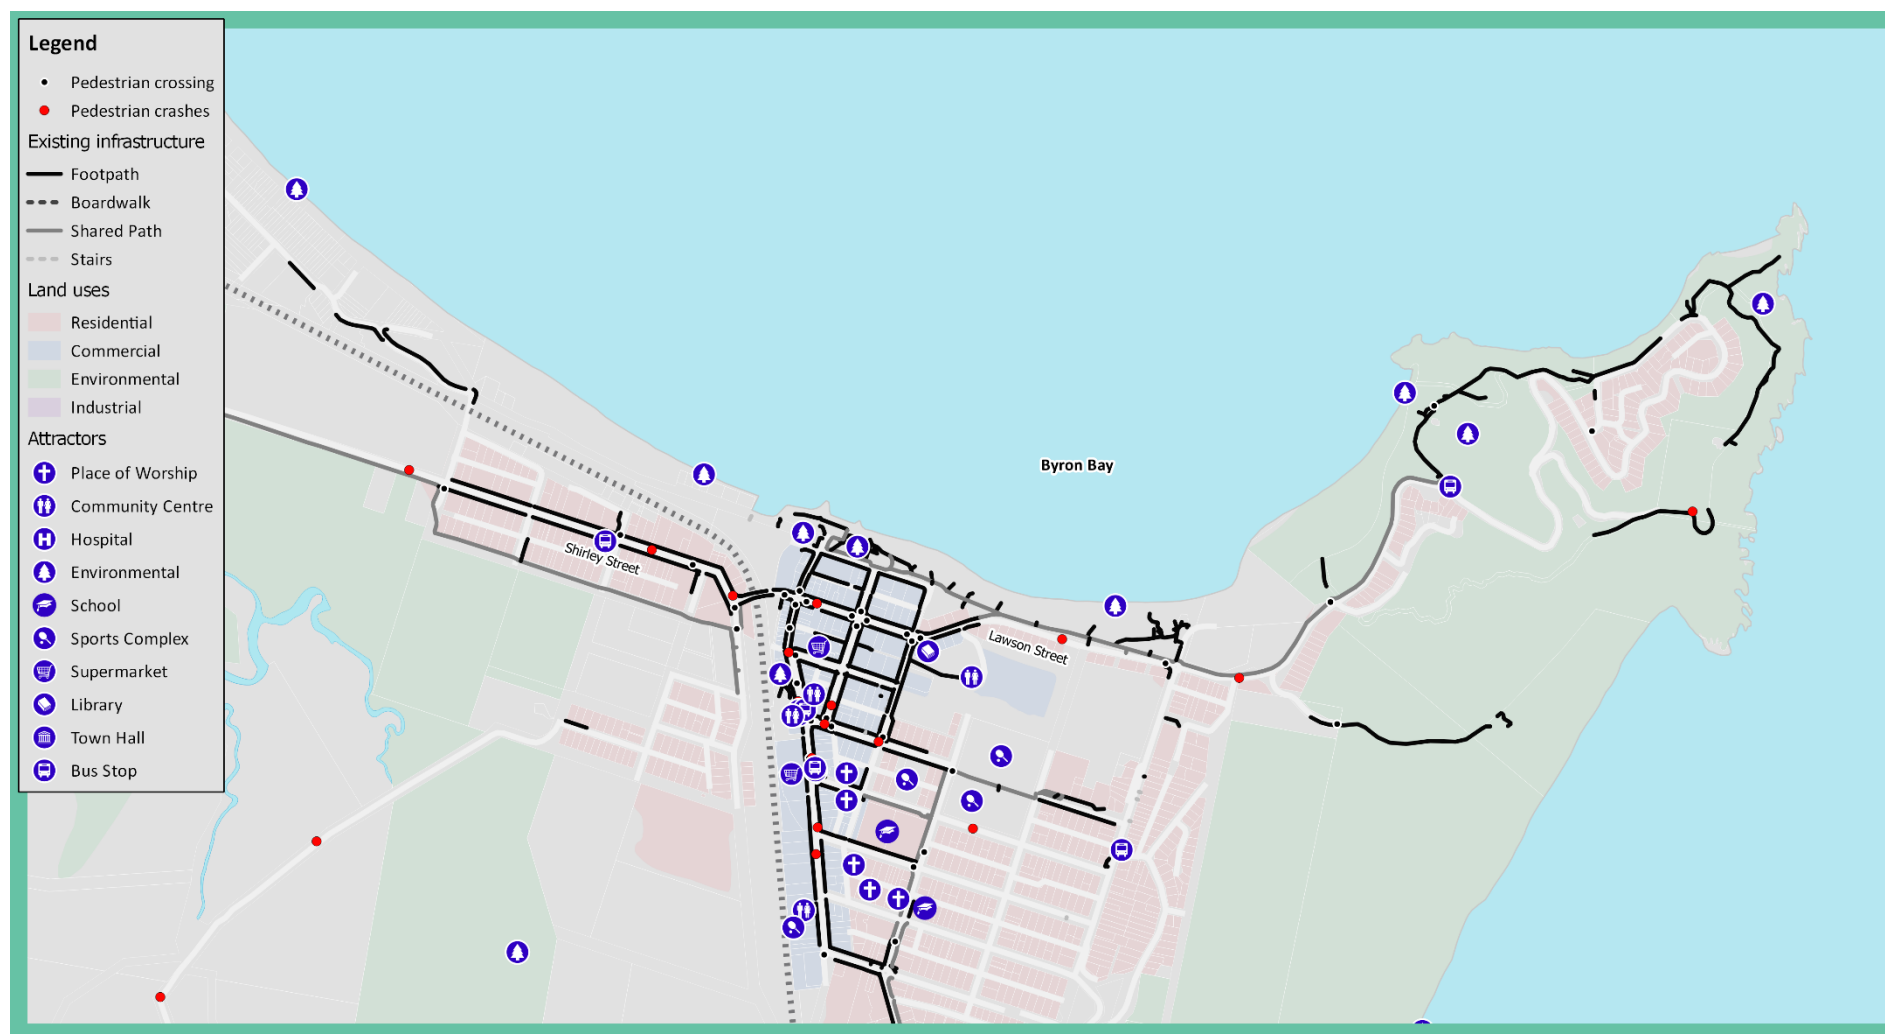 Legend
Pedestrian crossing
Pedestrian crashes
Existing infrastructure
Footpath
Boardwalk
Shared Path
Stairs
Land uses
Residential
Commercial
Environmental
Industrial
Attractors
Place of Worship
Community Centre
Hospital
Environmental
School
Sports Complex
Supermarket
Library
Town Hall
Bus Stop
Byron Bay
Shirley Street
Lawson Street